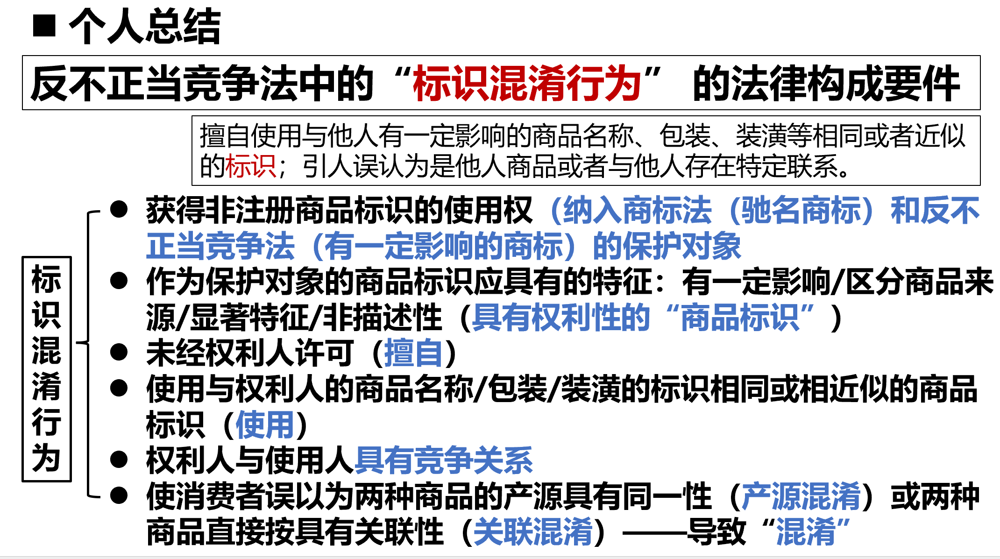 ■ 个人总结
反不正当竞争法中的“标识混淆行为” 的法律构成要件
擅自使用与他人有一定影响的商品名称、包装、装潢等相同或者近似
的标识；引人误认为是他人商品或者与他人存在特定联系。
标识混淆行为
● 获得非注册商品标识的使用权（纳入商标法（驰名商标）和反不
正当竞争法（有一定影响的商标）的保护对象
● 作为保护对象的商品标识应具有的特征：有一定影响/区分商品来
源/显著特征/非描述性（具有权利性的“商品标识”）
● 未经权利人许可（擅自）
● 使用与权利人的商品名称/包装/装潢的标识相同或相近似的商品
标识（使用）
● 权利人与使用人具有竞争关系
● 使消费者误以为两种商品的产源具有同一性（产源混淆）或两种
商品直接按具有关联性（关联混淆）——导致“混淆”